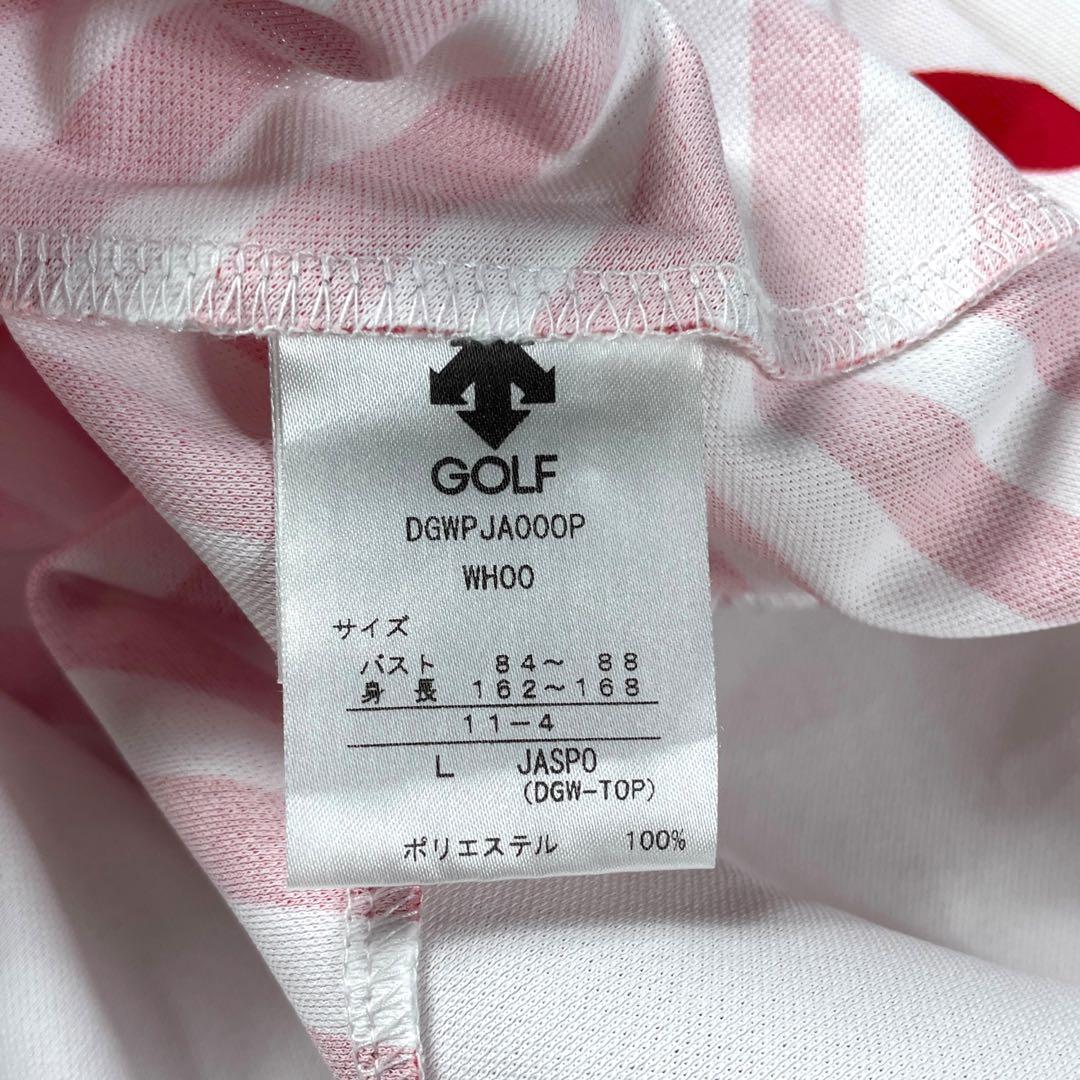 GOLF
DGWPJA000P
WH00
サイズ
バスト 84～ 88
身 長 162～168
11－4
L JASPO
(DGW-TOP)
ポリエステル 100%